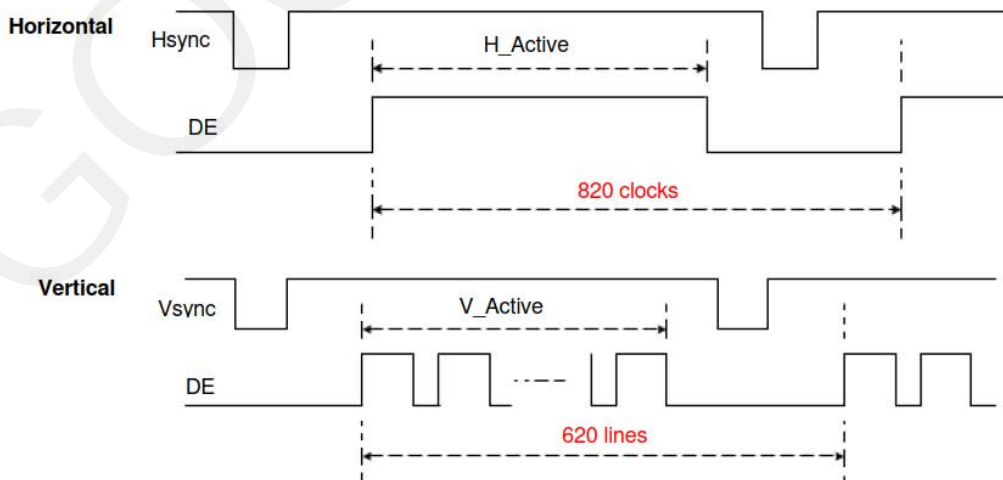 Horizontal
Hsync
H_Active
DE
820 clocks
Vertical
Vsync
V_Active
DE
620 lines